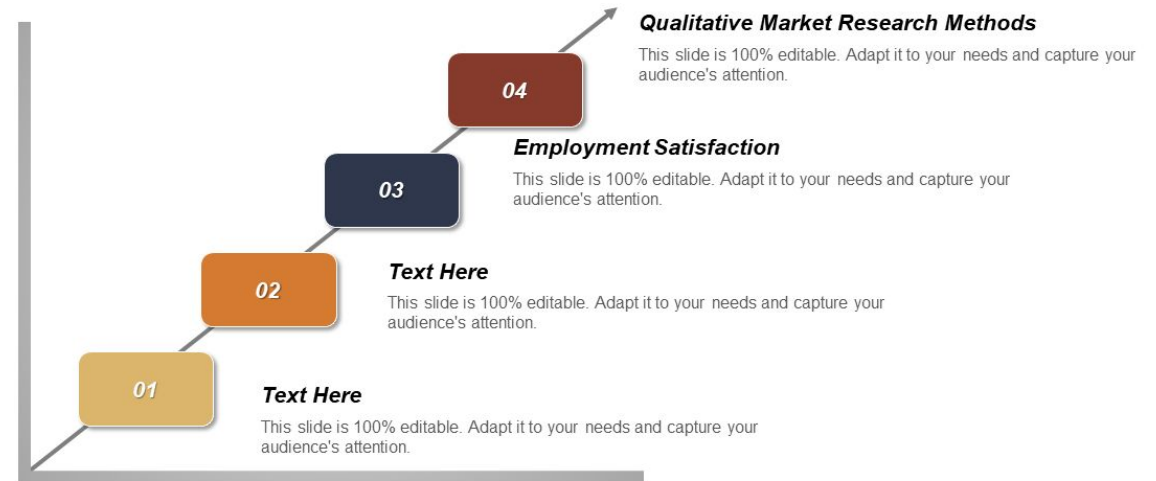 04
Qualitative Market Research Methods
This slide is 100% editable. Adapt it to your needs and capture your
audience's attention.
03
Employment Satisfaction
This slide is 100% editable. Adapt it to your needs and capture your
audience's attention.
02
Text Here
This slide is 100% editable. Adapt it to your needs and capture your
audience's attention.
01
Text Here
This slide is 100% editable. Adapt it to your needs and capture your
audience's attention.